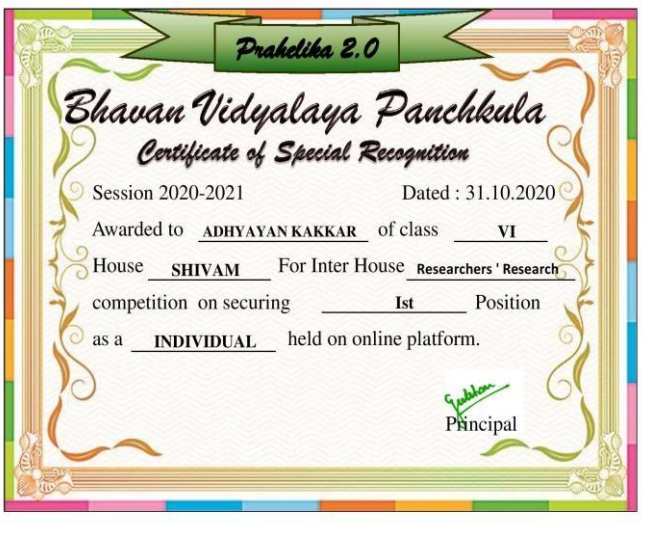 Prahelika 2.0
Bhavan Vidyalaya Panchkula
Certificate of Special Recognition
Session 2020-2021 Dated : 31.10.2020
Awarded to ADHYAYAN KAKKAR of class VI
House SHIVAM For Inter House Researchers ' Research
competition on securing Ist Position
as a INDIVIDUAL held on online platform.
Principal